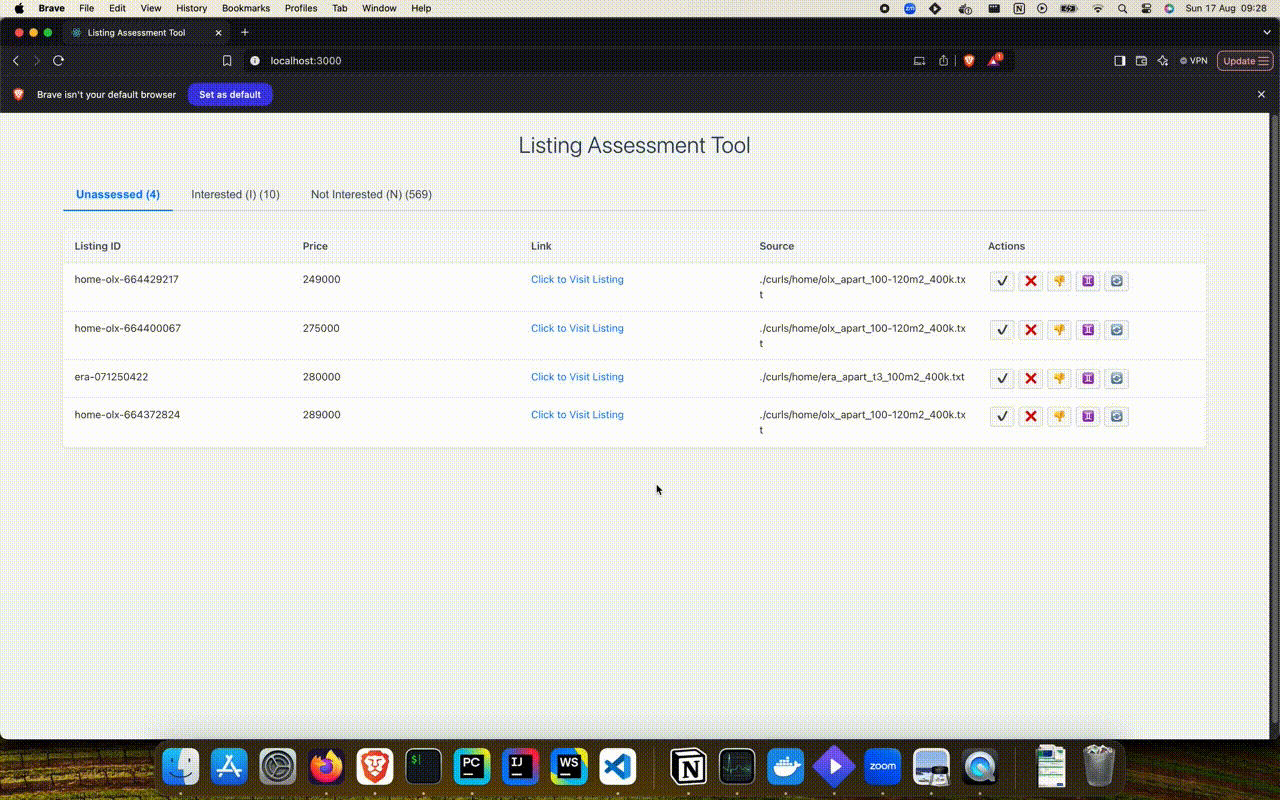 Brave File Edit View History Bookmarks Profiles Tab Window Help Sun 17 Aug 09:28
Listing Assessment Tool
localhost:3000 VPN Update
Brave isn't your default browser Set as default
Listing Assessment Tool
Unassessed (4) Interested (I) (10) Not Interested (N) (569)
Listing ID Price Link Source Actions
home-olx-664429217 249000 Click to Visit Listing ./curls/home/olx_apart_100-120m2_400k.tx
t
home-olx-664400067 275000 Click to Visit Listing ./curls/home/olx_apart_100-120m2_400k.tx
t
era-071250422 280000 Click to Visit Listing ./curls/home/era_apart_t3_100m2_400k.txt
home-olx-664372824 289000 Click to Visit Listing ./curls/home/olx_apart_100-120m2_400k.tx
t
$ PC IJ WS N zoom